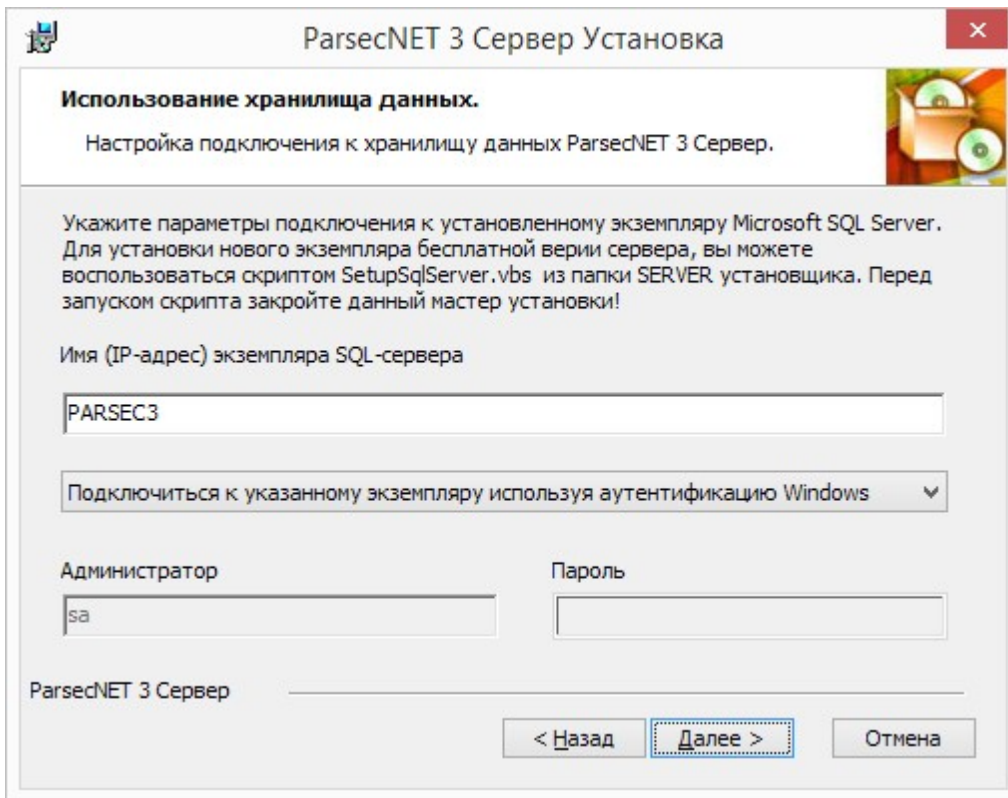 ParsecNET 3 Сервер Установка
Использование хранилища данных.
Настройка подключения к хранилищу данных ParsecNET 3 Сервер.
Укажите параметры подключения к установленному экземпляру Microsoft SQL Server.
Для установки нового экземпляра бесплатной верии сервера, вы можете
воспользоваться скриптом SetupSqlServer.vbs из папки SERVER установщика. Перед
запуском скрипта закройте данный мастер установки!
Имя (IP-адрес) экземпляра SQL-сервера
PARSEC3
Подключиться к указанному экземпляру используя аутентификацию Windows
Администратор Пароль
sa
ParsecNET 3 Сервер
< Назад Далее > Отмена